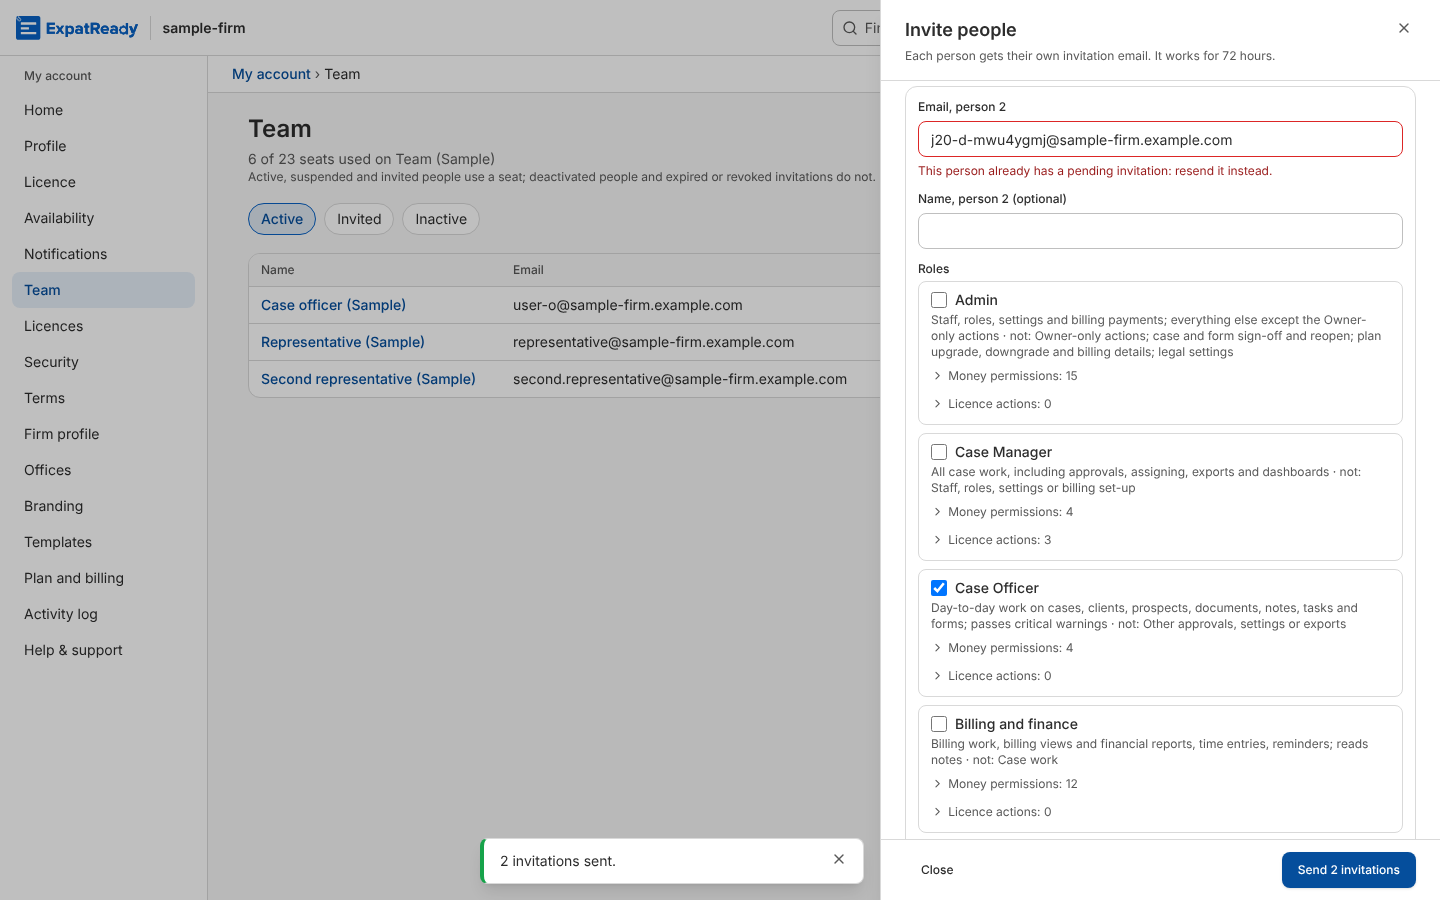 ExpatReady
sample-firm
Fin
My account
Home
Profile
Licence
Availability
Notifications
Team
Licences
Security
Terms
Firm profile
Offices
Branding
Templates
Plan and billing
Activity log
Help & support
My account › Team
Team
6 of 23 seats used on Team (Sample)
Active, suspended and invited people use a seat; deactivated people and expired or revoked invitations do not.
Active
Invited
Inactive
Name Email
Case officer (Sample) user-o@sample-firm.example.com
Representative (Sample) representative@sample-firm.example.com
Second representative (Sample) second.representative@sample-firm.example.com
2 invitations sent.
Invite people
Each person gets their own invitation email. It works for 72 hours.
Email, person 2
j20-d-mwu4ygmj@sample-firm.example.com
This person already has a pending invitation: resend it instead.
Name, person 2 (optional)
Roles
Admin
Staff, roles, settings and billing payments; everything else except the Owner-
only actions · not: Owner-only actions; case and form sign-off and reopen; plan
upgrade, downgrade and billing details; legal settings
Money permissions: 15
Licence actions: 0
Case Manager
All case work, including approvals, assigning, exports and dashboards · not:
Staff, roles, settings or billing set-up
Money permissions: 4
Licence actions: 3
Case Officer
Day-to-day work on cases, clients, prospects, documents, notes, tasks and
forms; passes critical warnings · not: Other approvals, settings or exports
Money permissions: 4
Licence actions: 0
Billing and finance
Billing work, billing views and financial reports, time entries, reminders; reads
notes · not: Case work
Money permissions: 12
Licence actions: 0
Close
Send 2 invitations